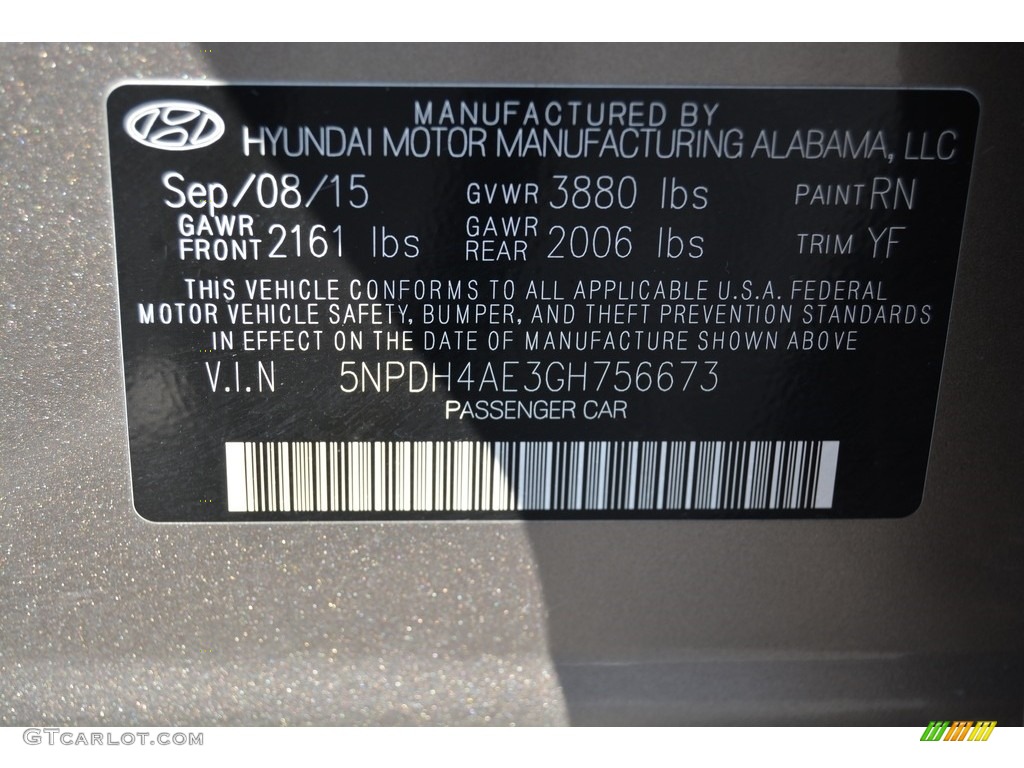 MANUFACTURED BY
HYUNDAI MOTOR MANUFACTURING ALABAMA, LLC
Sep/08/15 GVWR 3880 lbs PAINT RN
GAWR FRONT 2161 lbs GAWR REAR 2006 lbs TRIM YF
THIS VEHICLE CONFORMS TO ALL APPLICABLE U.S.A. FEDERAL
MOTOR VEHICLE SAFETY, BUMPER, AND THEFT PREVENTION STANDARDS
IN EFFECT ON THE DATE OF MANUFACTURE SHOWN ABOVE
V.I.N 5NPDH4AE3GH756673
PASSENGER CAR
© GTCARLOT.COM